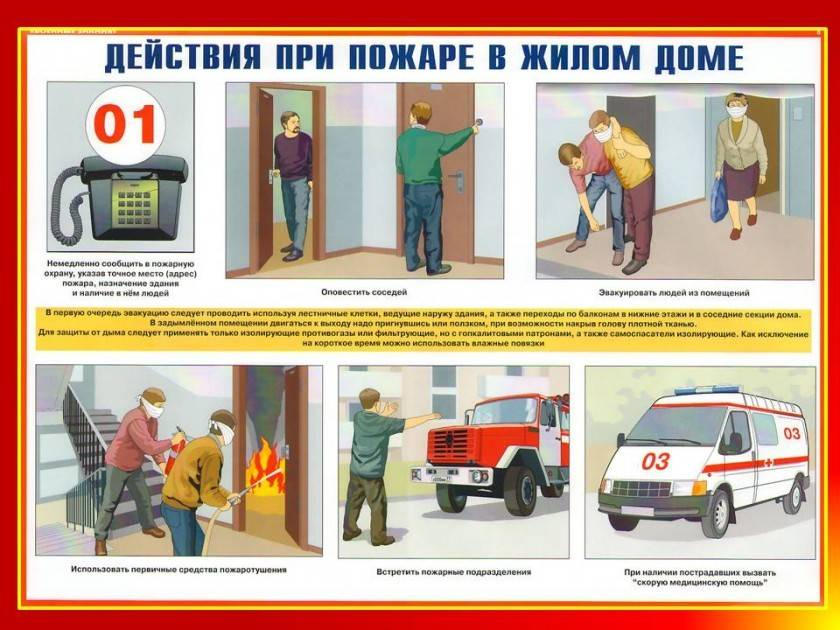 ДЕЙСТВИЯ ПРИ ПОЖАРЕ В ЖИЛОМ ДОМЕ
01
Немедленно сообщить в пожарную
охрану, указав точное место (адрес)
пожара, назначение здания
и наличие в нём людей
Оповестить соседей
Эвакуировать людей из помещений
В первую очередь эвакуацию следует проводить используя лестничные клетки, ведущие наружу здания, а также переходы по балконам в нижние этажи и в соседние секции дома.
В задымлённом помещении двигаться к выходу надо пригнувшись или ползком, при возможности накрыв голову плотной тканью.
Для защиты от дыма следует применять только изолирующие противогазы или фильтрующие, но с гопкалитовыми патронами, а также самоспасатели изолирующие. Как исключение
на короткое время можно использовать влажные повязки
03
03
Использовать первичные средства пожаротушения
Встретить пожарные подразделения
При наличии пострадавших вызвать
"скорую медицинскую помощь"